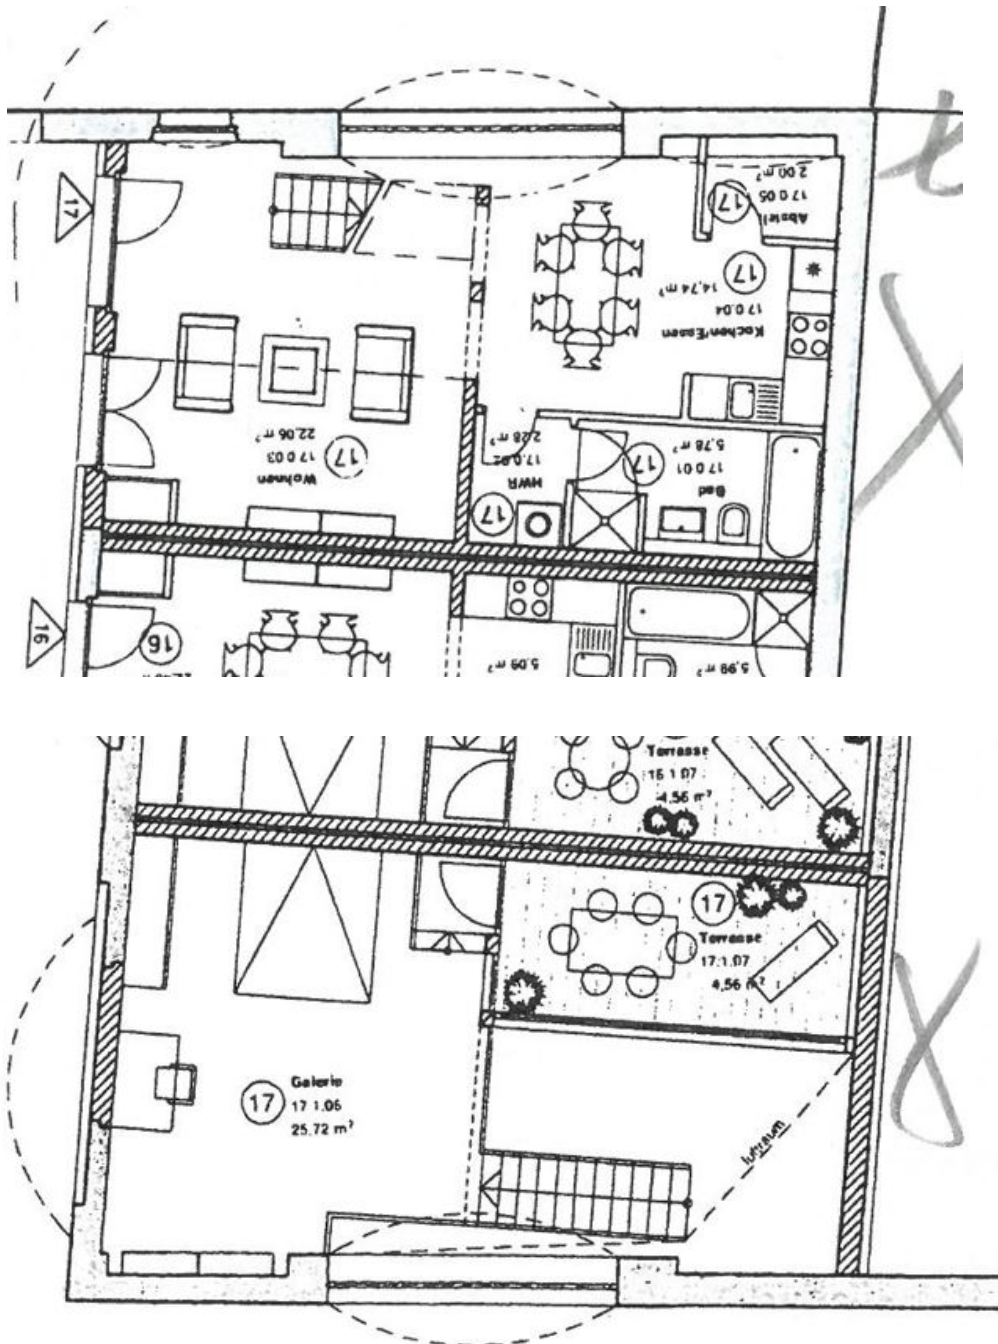 17
17
Abstell
17 0 05
2.00 m²
17
Kochen/Essen
17 0.04
14,74 m²
17
Wohnen
17 0 03
22.06 m²
17
HWR
17.0.02
2.28 m²
17
Bad
17 0 01
5.78 m²
16
16
5.09 m²
Terrasse
16 1 07
4,56 m²
17
Terrasse
17.1.07
4,56 m²
17
Galerie
17 1.06
25.72 m²
luftraum